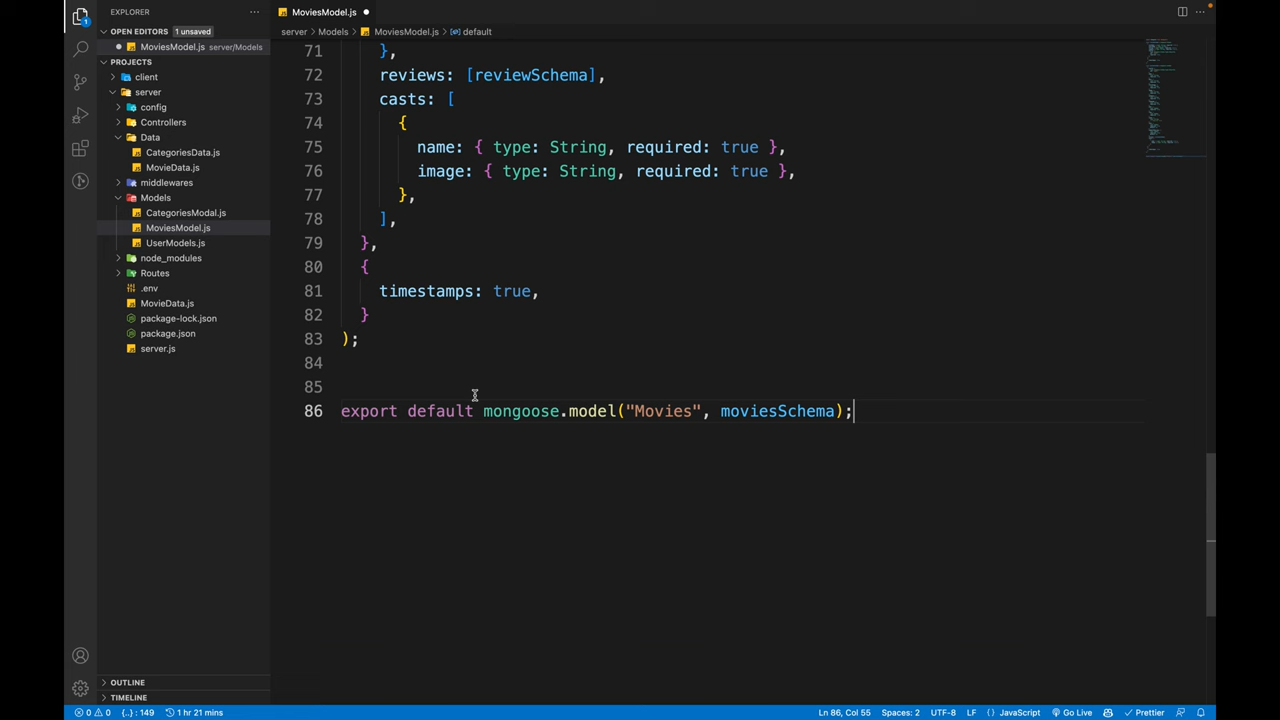 EXPLORER
...
MoviesModel.js
OPEN EDITORS 1 unsaved
MoviesModel.js server/Models
PROJECTS
client
server
config
Controllers
Data
CategoriesData.js
MovieData.js
middlewares
Models
CategoriesModal.js
MoviesModel.js
UserModels.js
node_modules
Routes
.env
MovieData.js
package-lock.json
package.json
server.js
OUTLINE
TIMELINE
server > Models > MoviesModel.js > default
71 },
72 reviews: [reviewSchema],
73 casts: [
74 {
75 name: { type: String, required: true },
76 image: { type: String, required: true },
77 },
78 ],
79 },
80 {
81 timestamps: true,
82 }
83 );
84
85
86 export default mongoose.model("Movies", moviesSchema);
1
0 0 {..} : 149 1 hr 21 mins Ln 86, Col 55 Spaces: 2 UTF-8 LF JavaScript Go Live Prettier